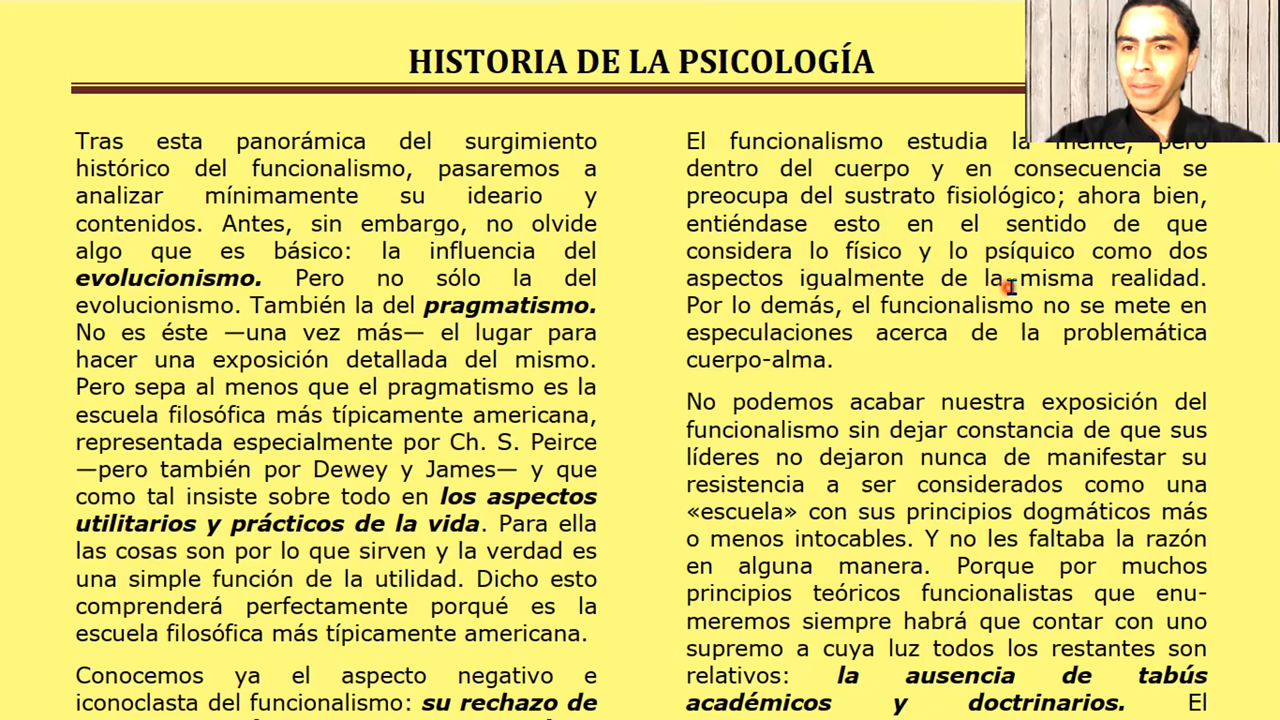 HISTORIA DE LA PSICOLOGÍA
Tras esta panorámica del surgimiento
histórico del funcionalismo, pasaremos a
analizar mínimamente su ideario y
contenidos. Antes, sin embargo, no olvide
algo que es básico: la influencia del
evolucionismo. Pero no sólo la del
evolucionismo. También la del pragmatismo.
No es éste —una vez más— el lugar para
hacer una exposición detallada del mismo.
Pero sepa al menos que el pragmatismo es la
escuela filosófica más típicamente americana,
representada especialmente por Ch. S. Peirce
—pero también por Dewey y James— y que
como tal insiste sobre todo en los aspectos
utilitarios y prácticos de la vida. Para ella
las cosas son por lo que sirven y la verdad es
una simple función de la utilidad. Dicho esto
comprenderá perfectamente porqué es la
escuela filosófica más típicamente americana.
Conocemos ya el aspecto negativo e
iconoclasta del funcionalismo: su rechazo de
El funcionalismo estudia la mente, pero
dentro del cuerpo y en consecuencia se
preocupa del sustrato fisiológico; ahora bien,
entiéndase esto en el sentido de que
considera lo físico y lo psíquico como dos
aspectos igualmente de la misma realidad.
Por lo demás, el funcionalismo no se mete en
especulaciones acerca de la problemática
cuerpo-alma.
No podemos acabar nuestra exposición del
funcionalismo sin dejar constancia de que sus
líderes no dejaron nunca de manifestar su
resistencia a ser considerados como una
«escuela» con sus principios dogmáticos más
o menos intocables. Y no les faltaba la razón
en alguna manera. Porque por muchos
principios teóricos funcionalistas que enu-
meremos siempre habrá que contar con uno
supremo a cuya luz todos los restantes son
relativos: la ausencia de tabús
académicos y doctrinarios. El